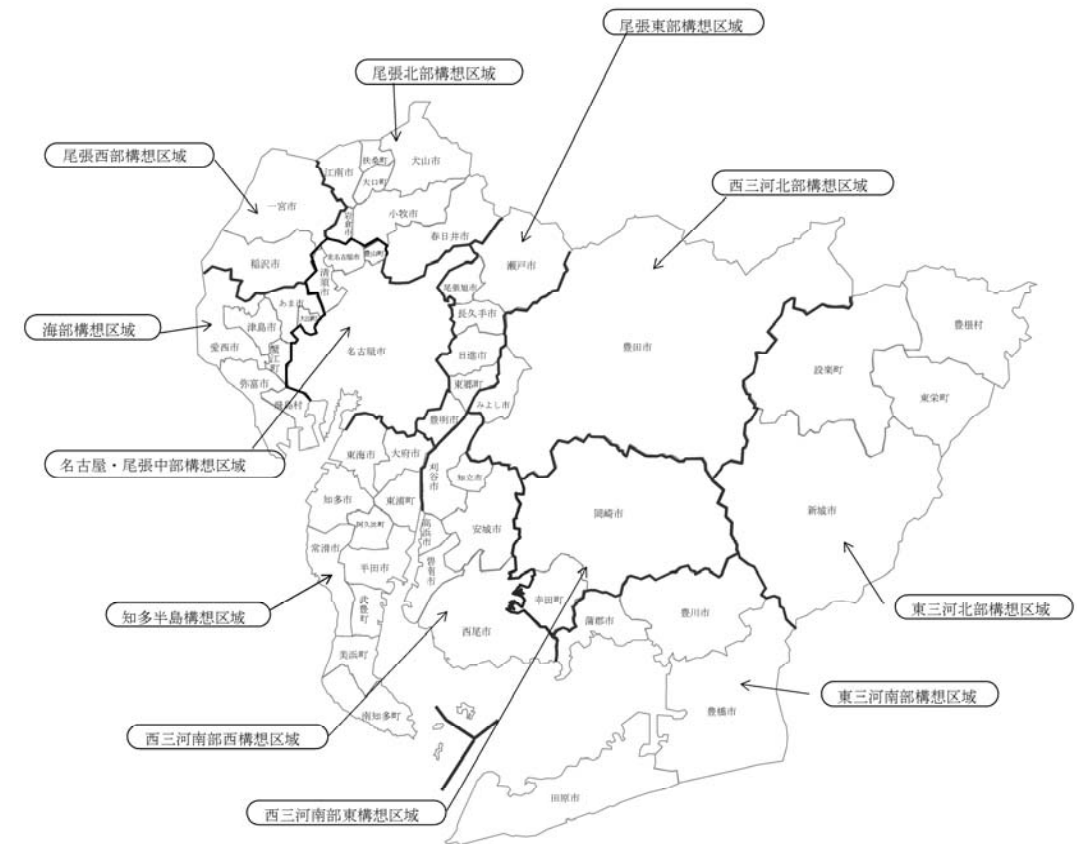 尾張東部構想区域
尾張北部構想区域
尾張西部構想区域
西三河北部構想区域
海部構想区域
名古屋・尾張中部構想区域
知多半島構想区域
東三河北部構想区域
東三河南部構想区域
西三河南部西構想区域
西三河南部東構想区域
犬山市
扶桑町
江南市
大口町
一宮市
岩倉市
小牧市
春日井市
稲沢市
北名古屋市
豊山町
瀬戸市
清須市
尾張旭市
あま市
大治町
長久手市
津島市
愛西市
蟹江町
名古屋市
日進市
豊田市
豊根村
設楽町
弥富市
飛島村
東郷町
みよし市
東栄町
豊明市
東海市
大府市
刈谷市
知立市
知多市
東浦町
岡崎市
新城市
阿久比町
高浜市
安城市
常滑市
半田市
碧南市
幸田町
武豊町
西尾市
蒲郡市
豊川市
美浜町
南知多町
豊橋市
田原市